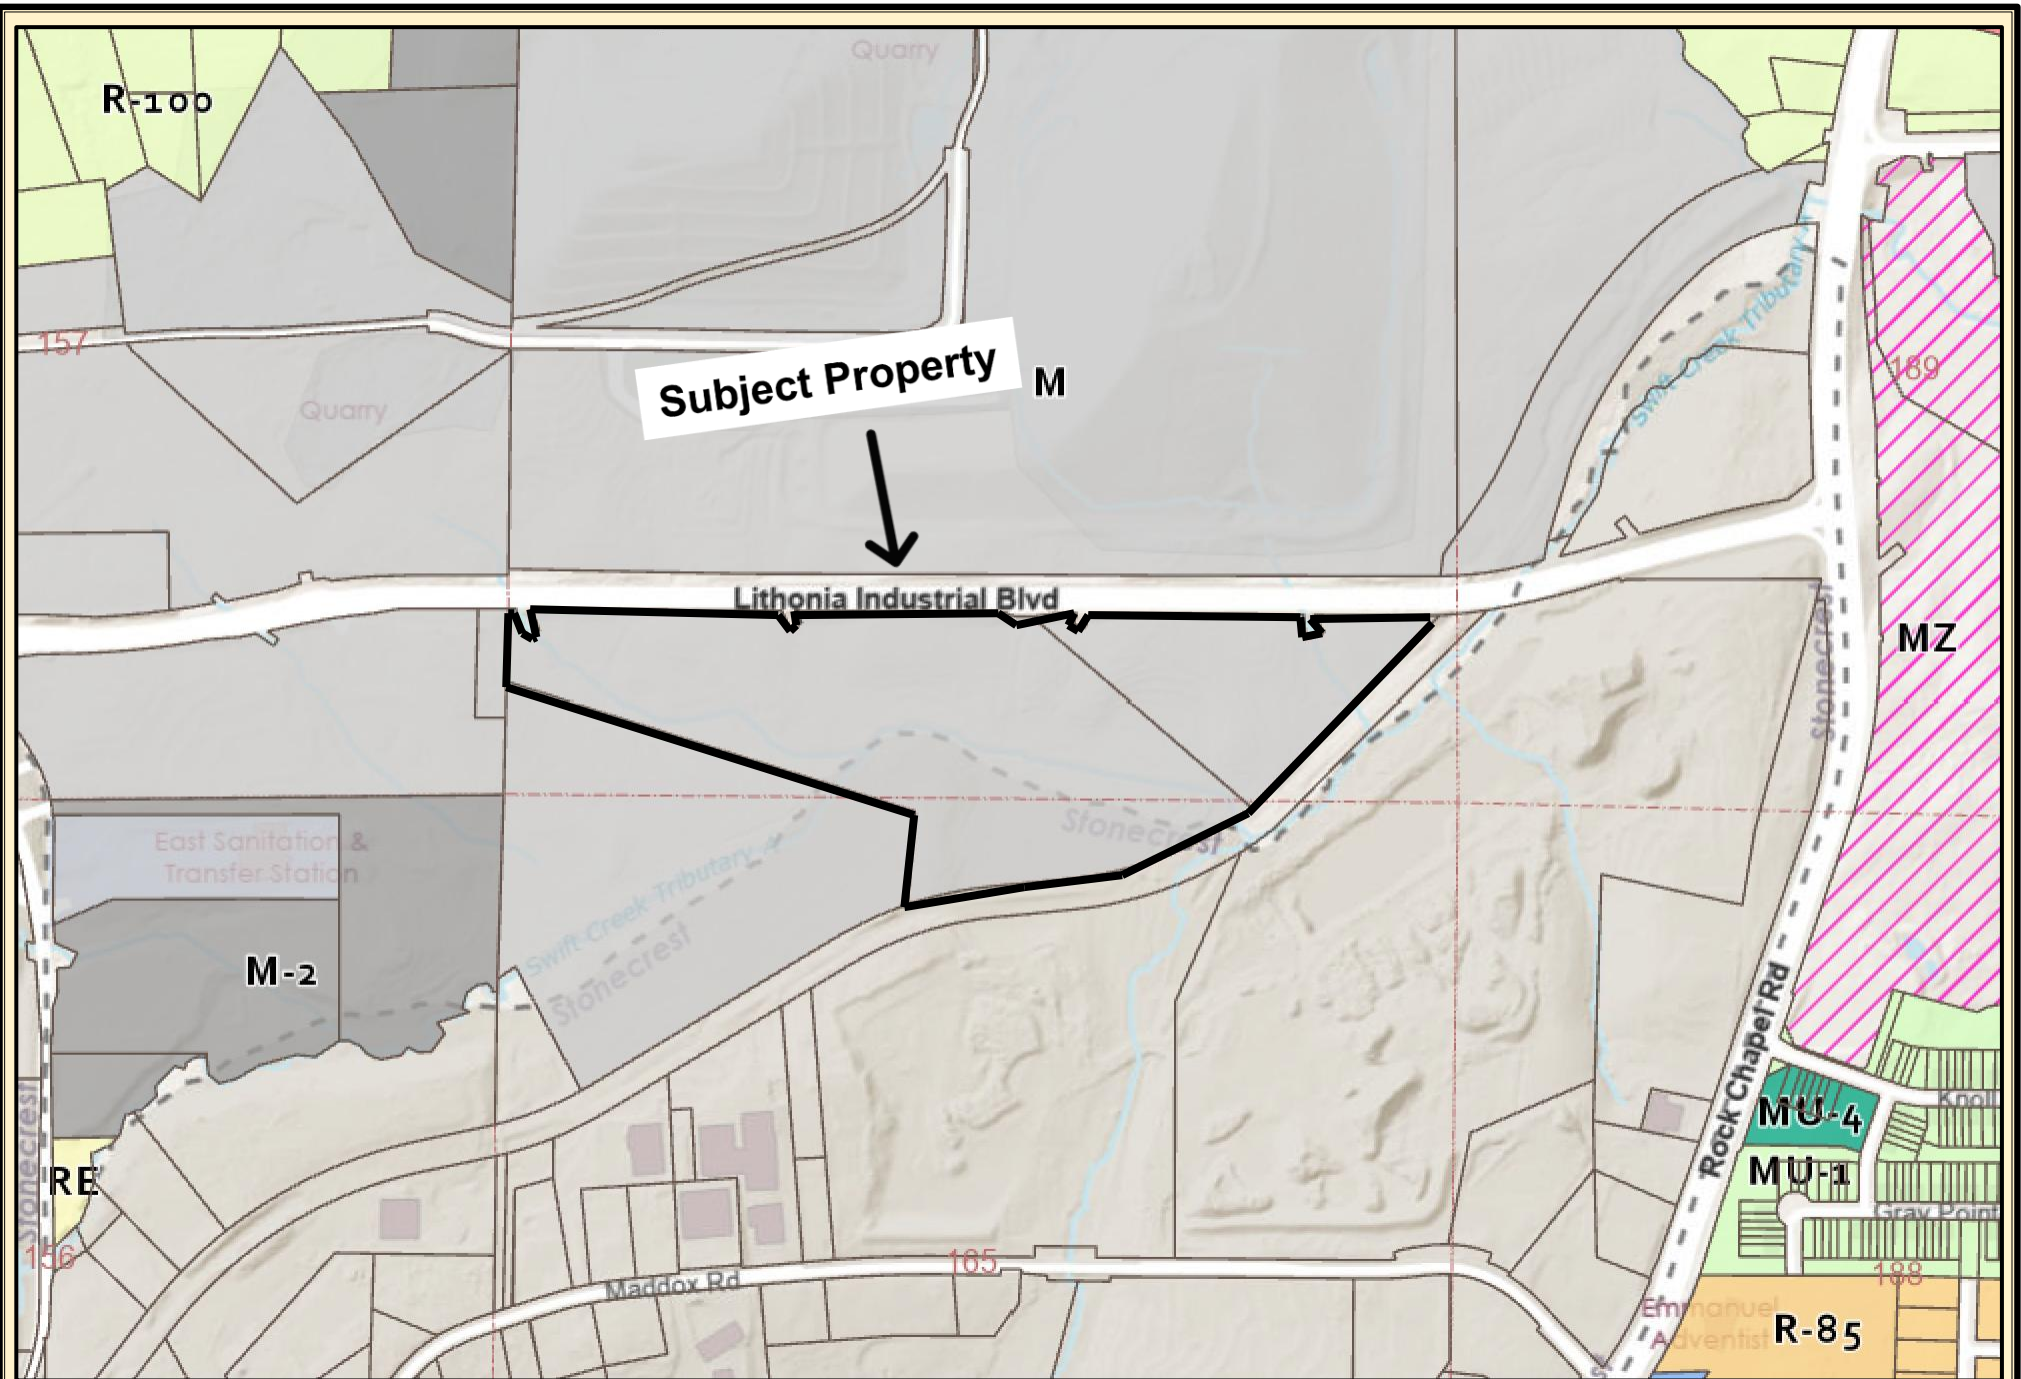 Quarry
R-100
157
Subject Property
M
189
Quarry
Swift Creek Tributary
Lithonia Industrial Blvd
Stonecrest
MZ
Stonecrest
East Sanitation &
Transfer Station
Swift Creek Tributary
M-2
Stonecrest
Rock Chapel Rd
Knoll
MU-4
MU-1
Stonecrest
RE
Gray Point
156
165
188
Maddox Rd
Emmanuel
Adventist
R-85